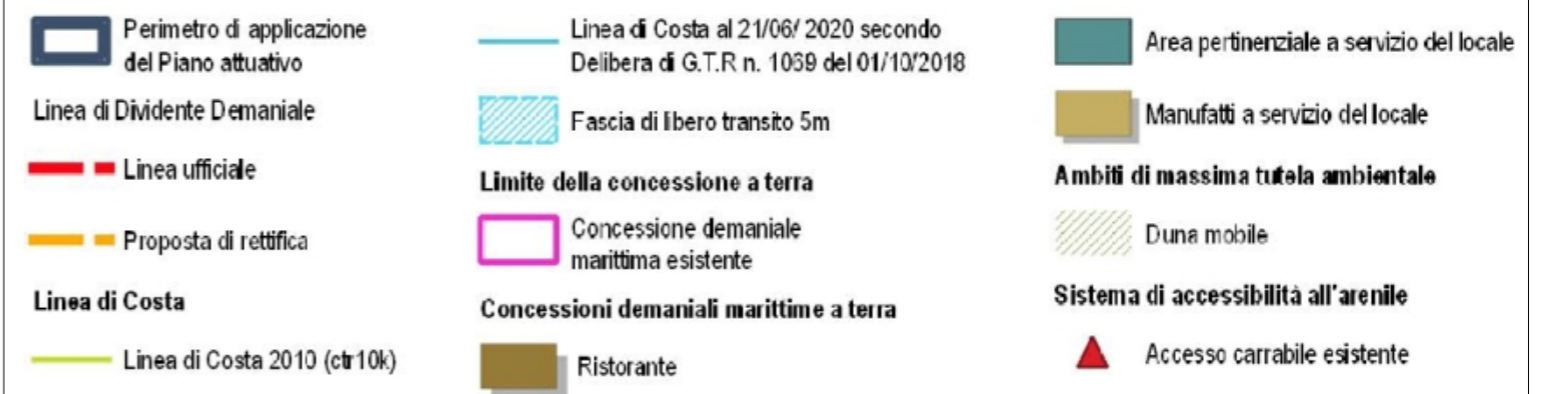 Perimetro di applicazione
del Piano attuativo
Linea di Dividente Demaniale
Linea ufficiale
Proposta di rettifica
Linea di Costa
Linea di Costa 2010 (ctr10k)
Linea di Costa al 21/06/ 2020 secondo
Delibera di G.T.R n. 1069 del 01/10/2018
Fascia di libero transito 5m
Limite della concessione a terra
Concessione demaniale
marittima esistente
Concessioni demaniali marittime a terra
Ristorante
Area pertinenziale a servizio del locale
Manufatti a servizio del locale
Ambiti di massima tutela ambientale
Duna mobile
Sistema di accessibilità all'arenile
Accesso carrabile esistente